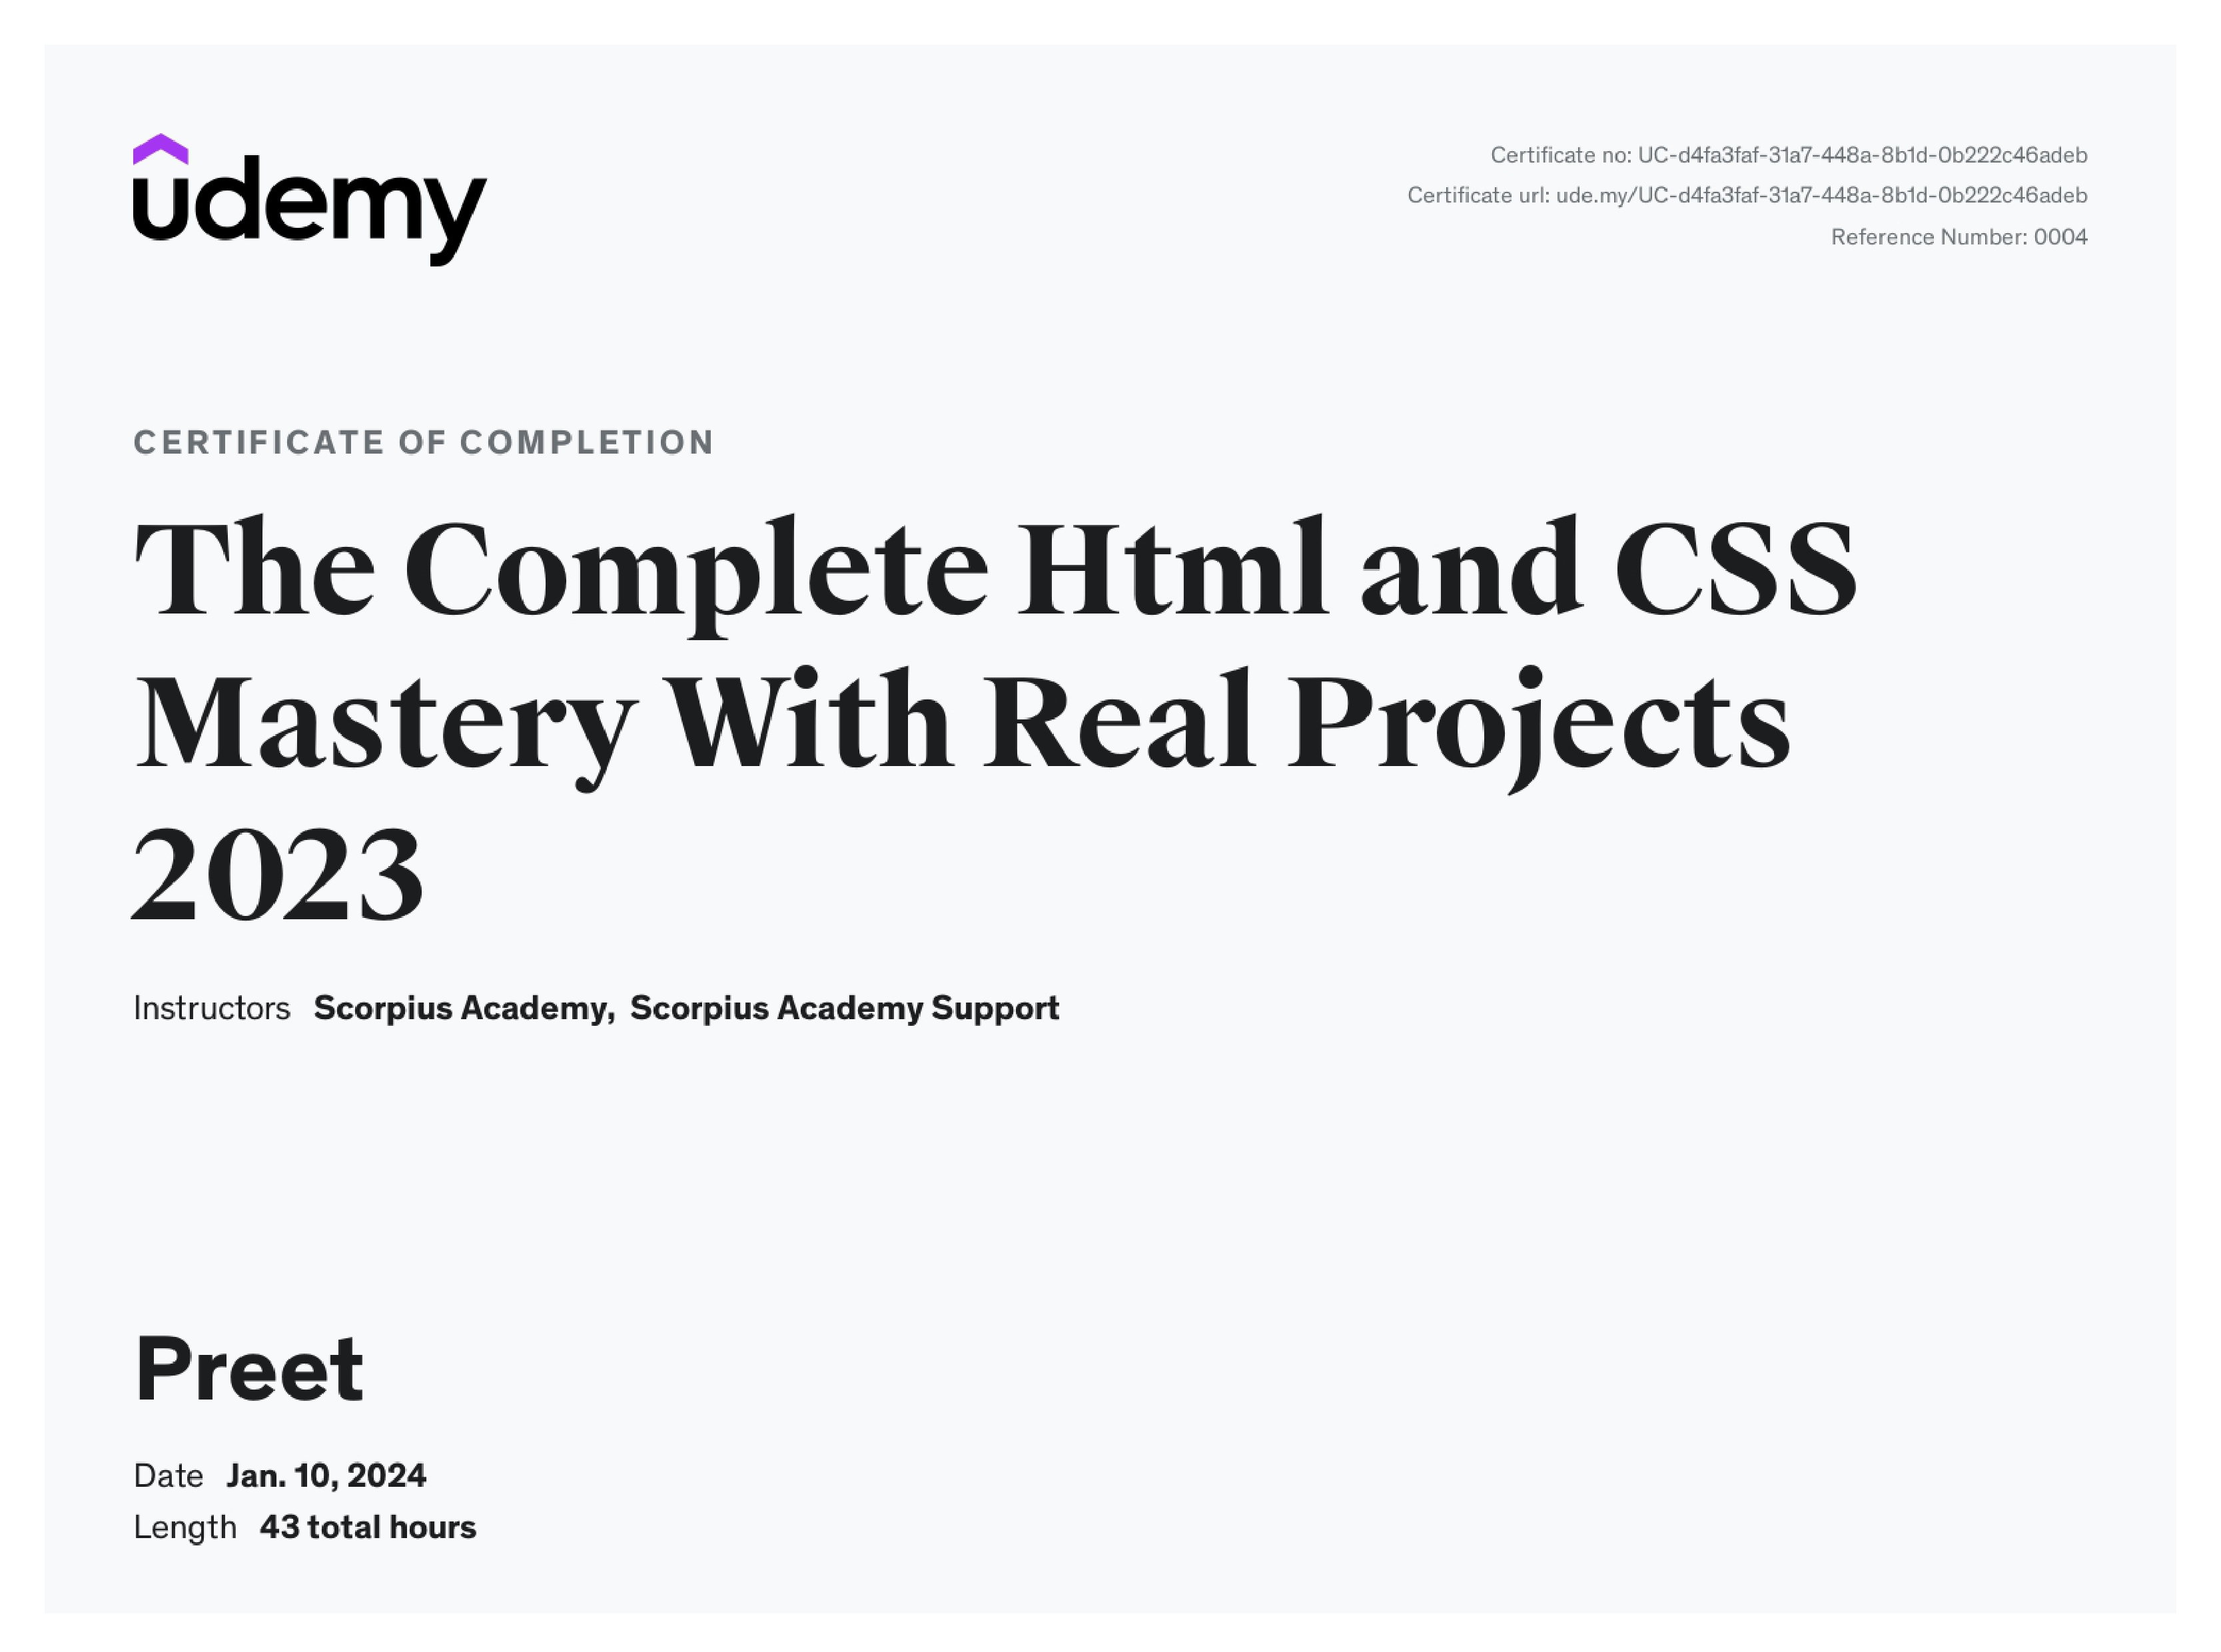 udemy
Certificate no: UC-d4fa3faf-31a7-448a-8b1d-0b222c46adeb
Certificate url: ude.my/UC-d4fa3faf-31a7-448a-8b1d-0b222c46adeb
Reference Number: 0004
CERTIFICATE OF COMPLETION
The Complete Html and CSS
Mastery With Real Projects
2023
Instructors Scorpius Academy, Scorpius Academy Support
Preet
Date Jan. 10, 2024
Length 43 total hours